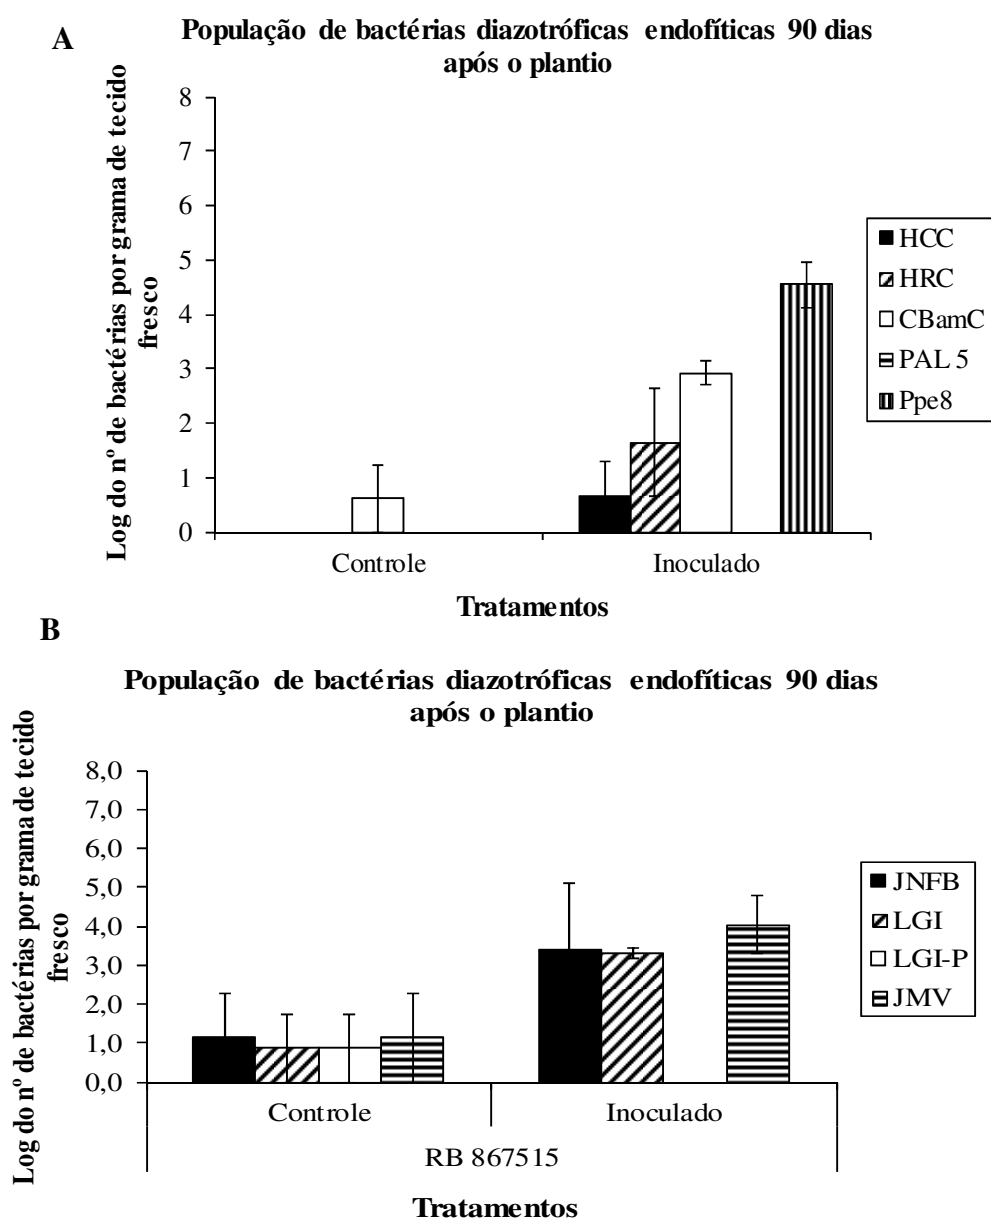 A
População de bactérias diazotróficas endofíticas 90 dias
após o plantio
Log do nº de bactérias por grama de tecido
fresco
8
7
6
5
4
3
2
1
0
Controle
Inoculado
Tratamentos
HCC
HRC
CBamC
PAL 5
Ppe8
B
População de bactérias diazotróficas endofíticas 90 dias
após o plantio
Log do nº de bactérias por grama de tecido
fresco
8,0
7,0
6,0
5,0
4,0
3,0
2,0
1,0
0,0
Controle
Inoculado
RB 867515
Tratamentos
JNFB
LGI
LGI-P
JMV